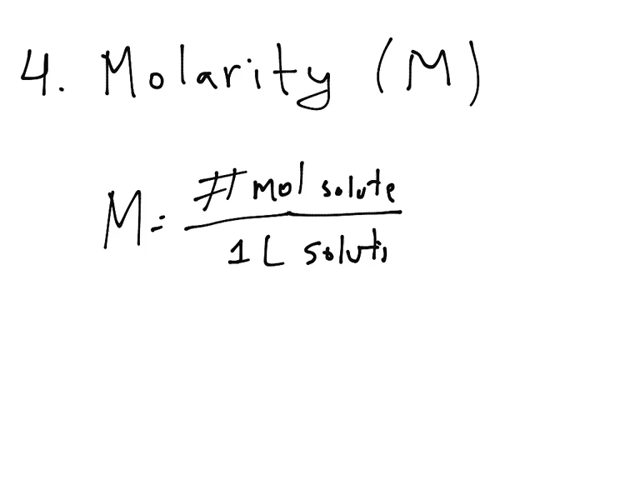 4. Molarity (M)
M = # mol solute
1 L soluti